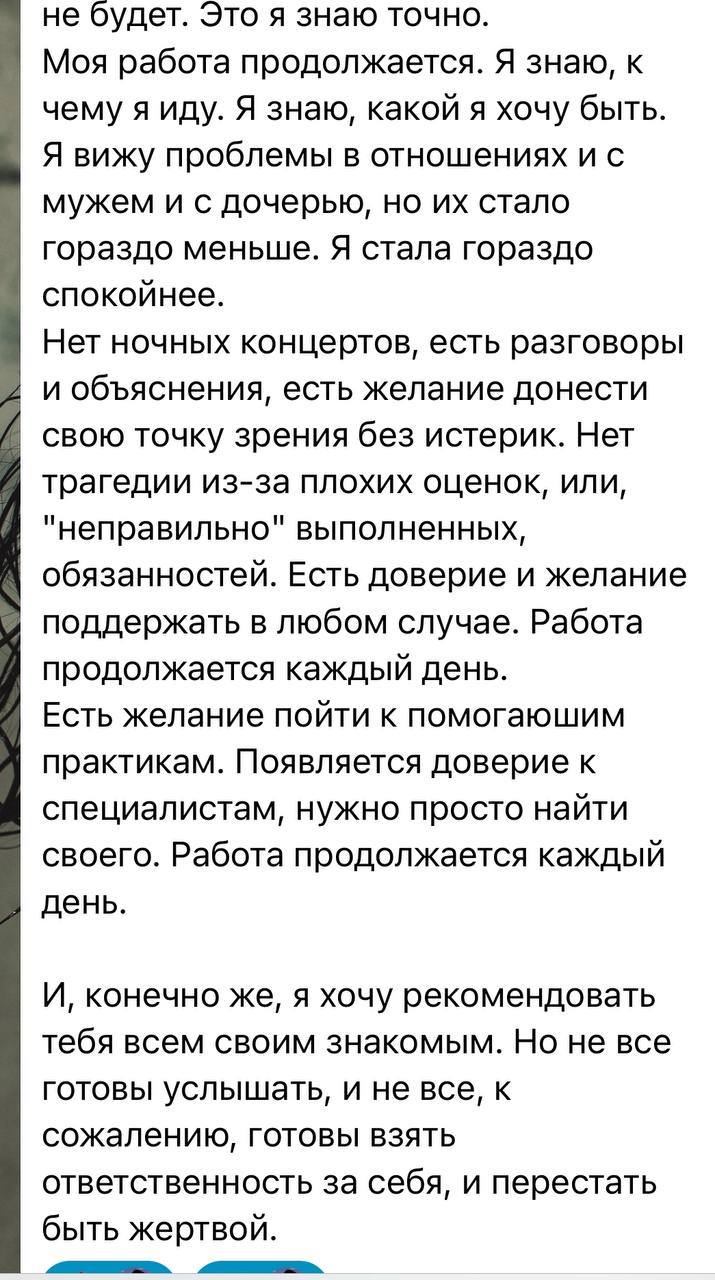 не будет. Это я знаю точно.
Моя работа продолжается. Я знаю, к
чему я иду. Я знаю, какой я хочу быть.
Я вижу проблемы в отношениях и с
мужем и с дочерью, но их стало
гораздо меньше. Я стала гораздо
спокойнее.
Нет ночных концертов, есть разговоры
и объяснения, есть желание донести
свою точку зрения без истерик. Нет
трагедии из-за плохих оценок, или,
"неправильно" выполненных,
обязанностей. Есть доверие и желание
поддержать в любом случае. Работа
продолжается каждый день.
Есть желание пойти к помогаюшим
практикам. Появляется доверие к
специалистам, нужно просто найти
своего. Работа продолжается каждый
день.
И, конечно же, я хочу рекомендовать
тебя всем своим знакомым. Но не все
готовы услышать, и не все, к
сожалению, готовы взять
ответственность за себя, и перестать
быть жертвой.